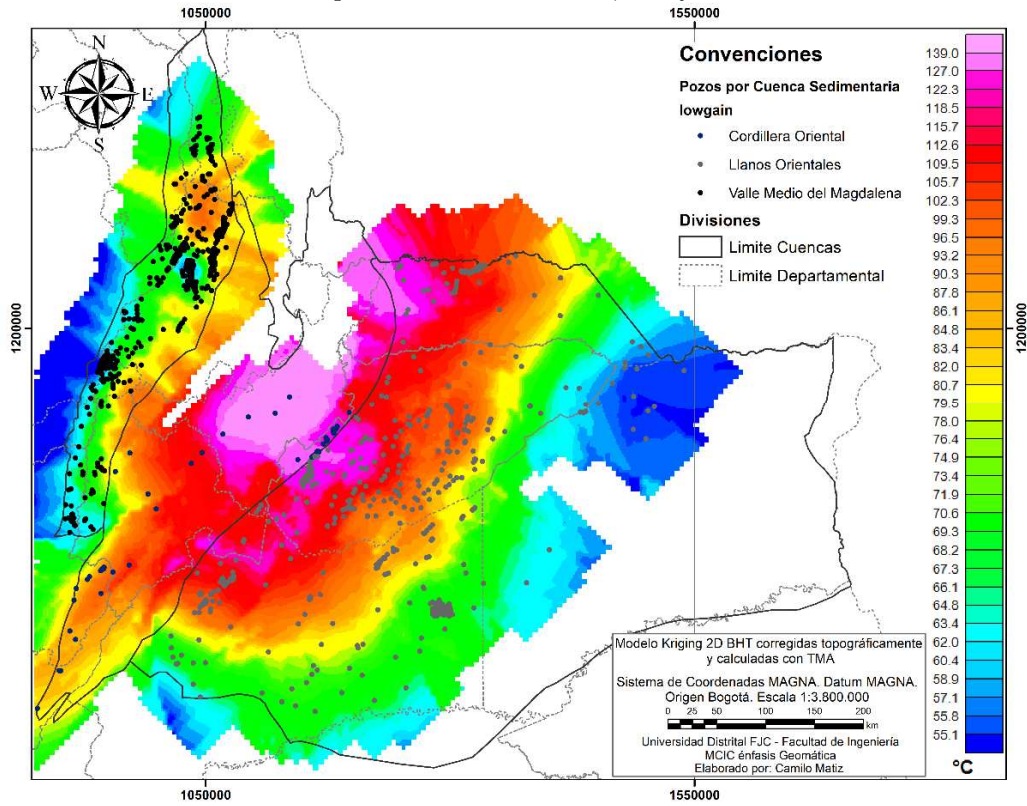 1050000
1550000
N
W
E
S
Convenciones
Pozos por Cuenca Sedimentaria
lowgain
Cordillera Oriental
Llanos Orientales
Valle Medio del Magdalena
Divisiones
Limite Cuencas
Limite Departamental
139.0
127.0
122.3
118.5
115.7
112.6
109.5
105.7
102.3
99.3
96.5
93.2
90.3
87.8
86.1
84.8
83.4
82.0
80.7
79.5
78.0
76.4
74.9
73.4
71.9
70.6
69.3
68.2
67.3
66.1
64.8
63.4
62.0
60.4
58.9
57.1
55.8
55.1
°C
1200000
1200000
Modelo Kriging 2D BHT corregidas topográficamente
y calculadas con TMA
Sistema de Coordenadas MAGNA. Datum MAGNA.
Origen Bogotá. Escala 1:3.800.000
0 25 50 100 150 200
km
Universidad Distrital FJC - Facultad de Ingeniería
MCIC énfasis Geomática
Elaborado por: Camilo Matiz
1050000
1550000